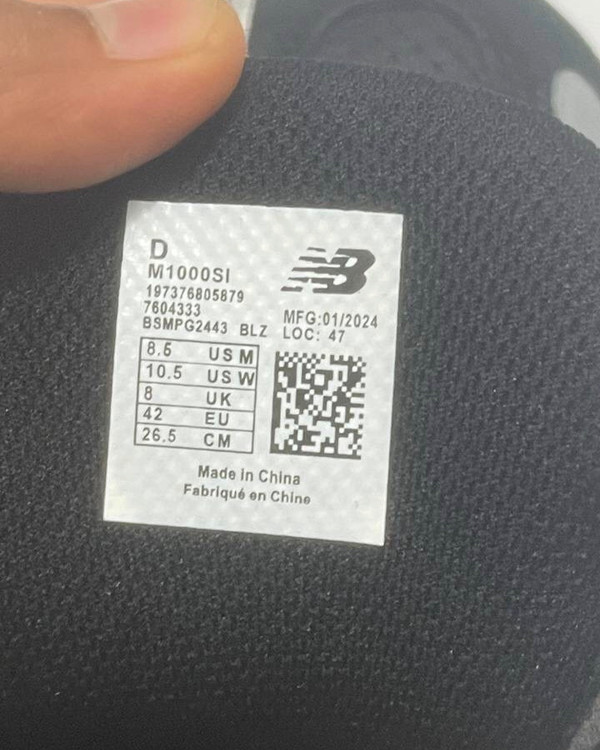 D
M1000SI
197376805879
7604333
BSMPG2443 BLZ
NB
MFG:01/2024
LOC: 47
8.5 US M
10.5 US W
8 UK
42 EU
26.5 CM
Made in China
Fabriqué en Chine